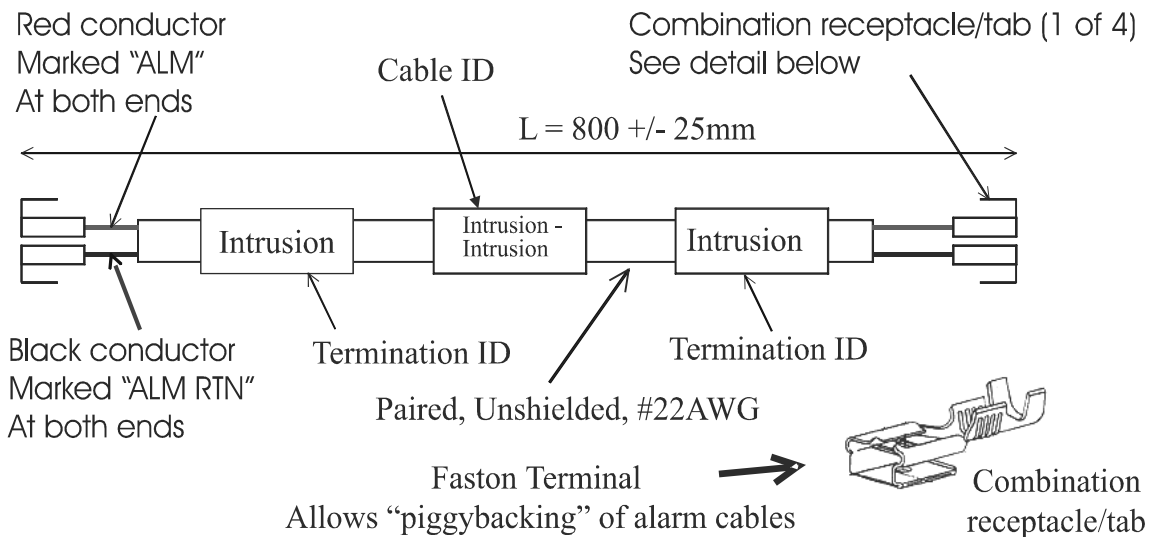 Red conductor
Marked “ALM”
At both ends
Combination receptacle/tab (1 of 4)
See detail below
Cable ID
L = 800 +/- 25mm
Intrusion
Intrusion -
Intrusion
Intrusion
Black conductor
Marked “ALM RTN”
At both ends
Termination ID
Termination ID
Paired, Unshielded, #22AWG
Faston Terminal
Allows “piggybacking” of alarm cables
Combination
receptacle/tab